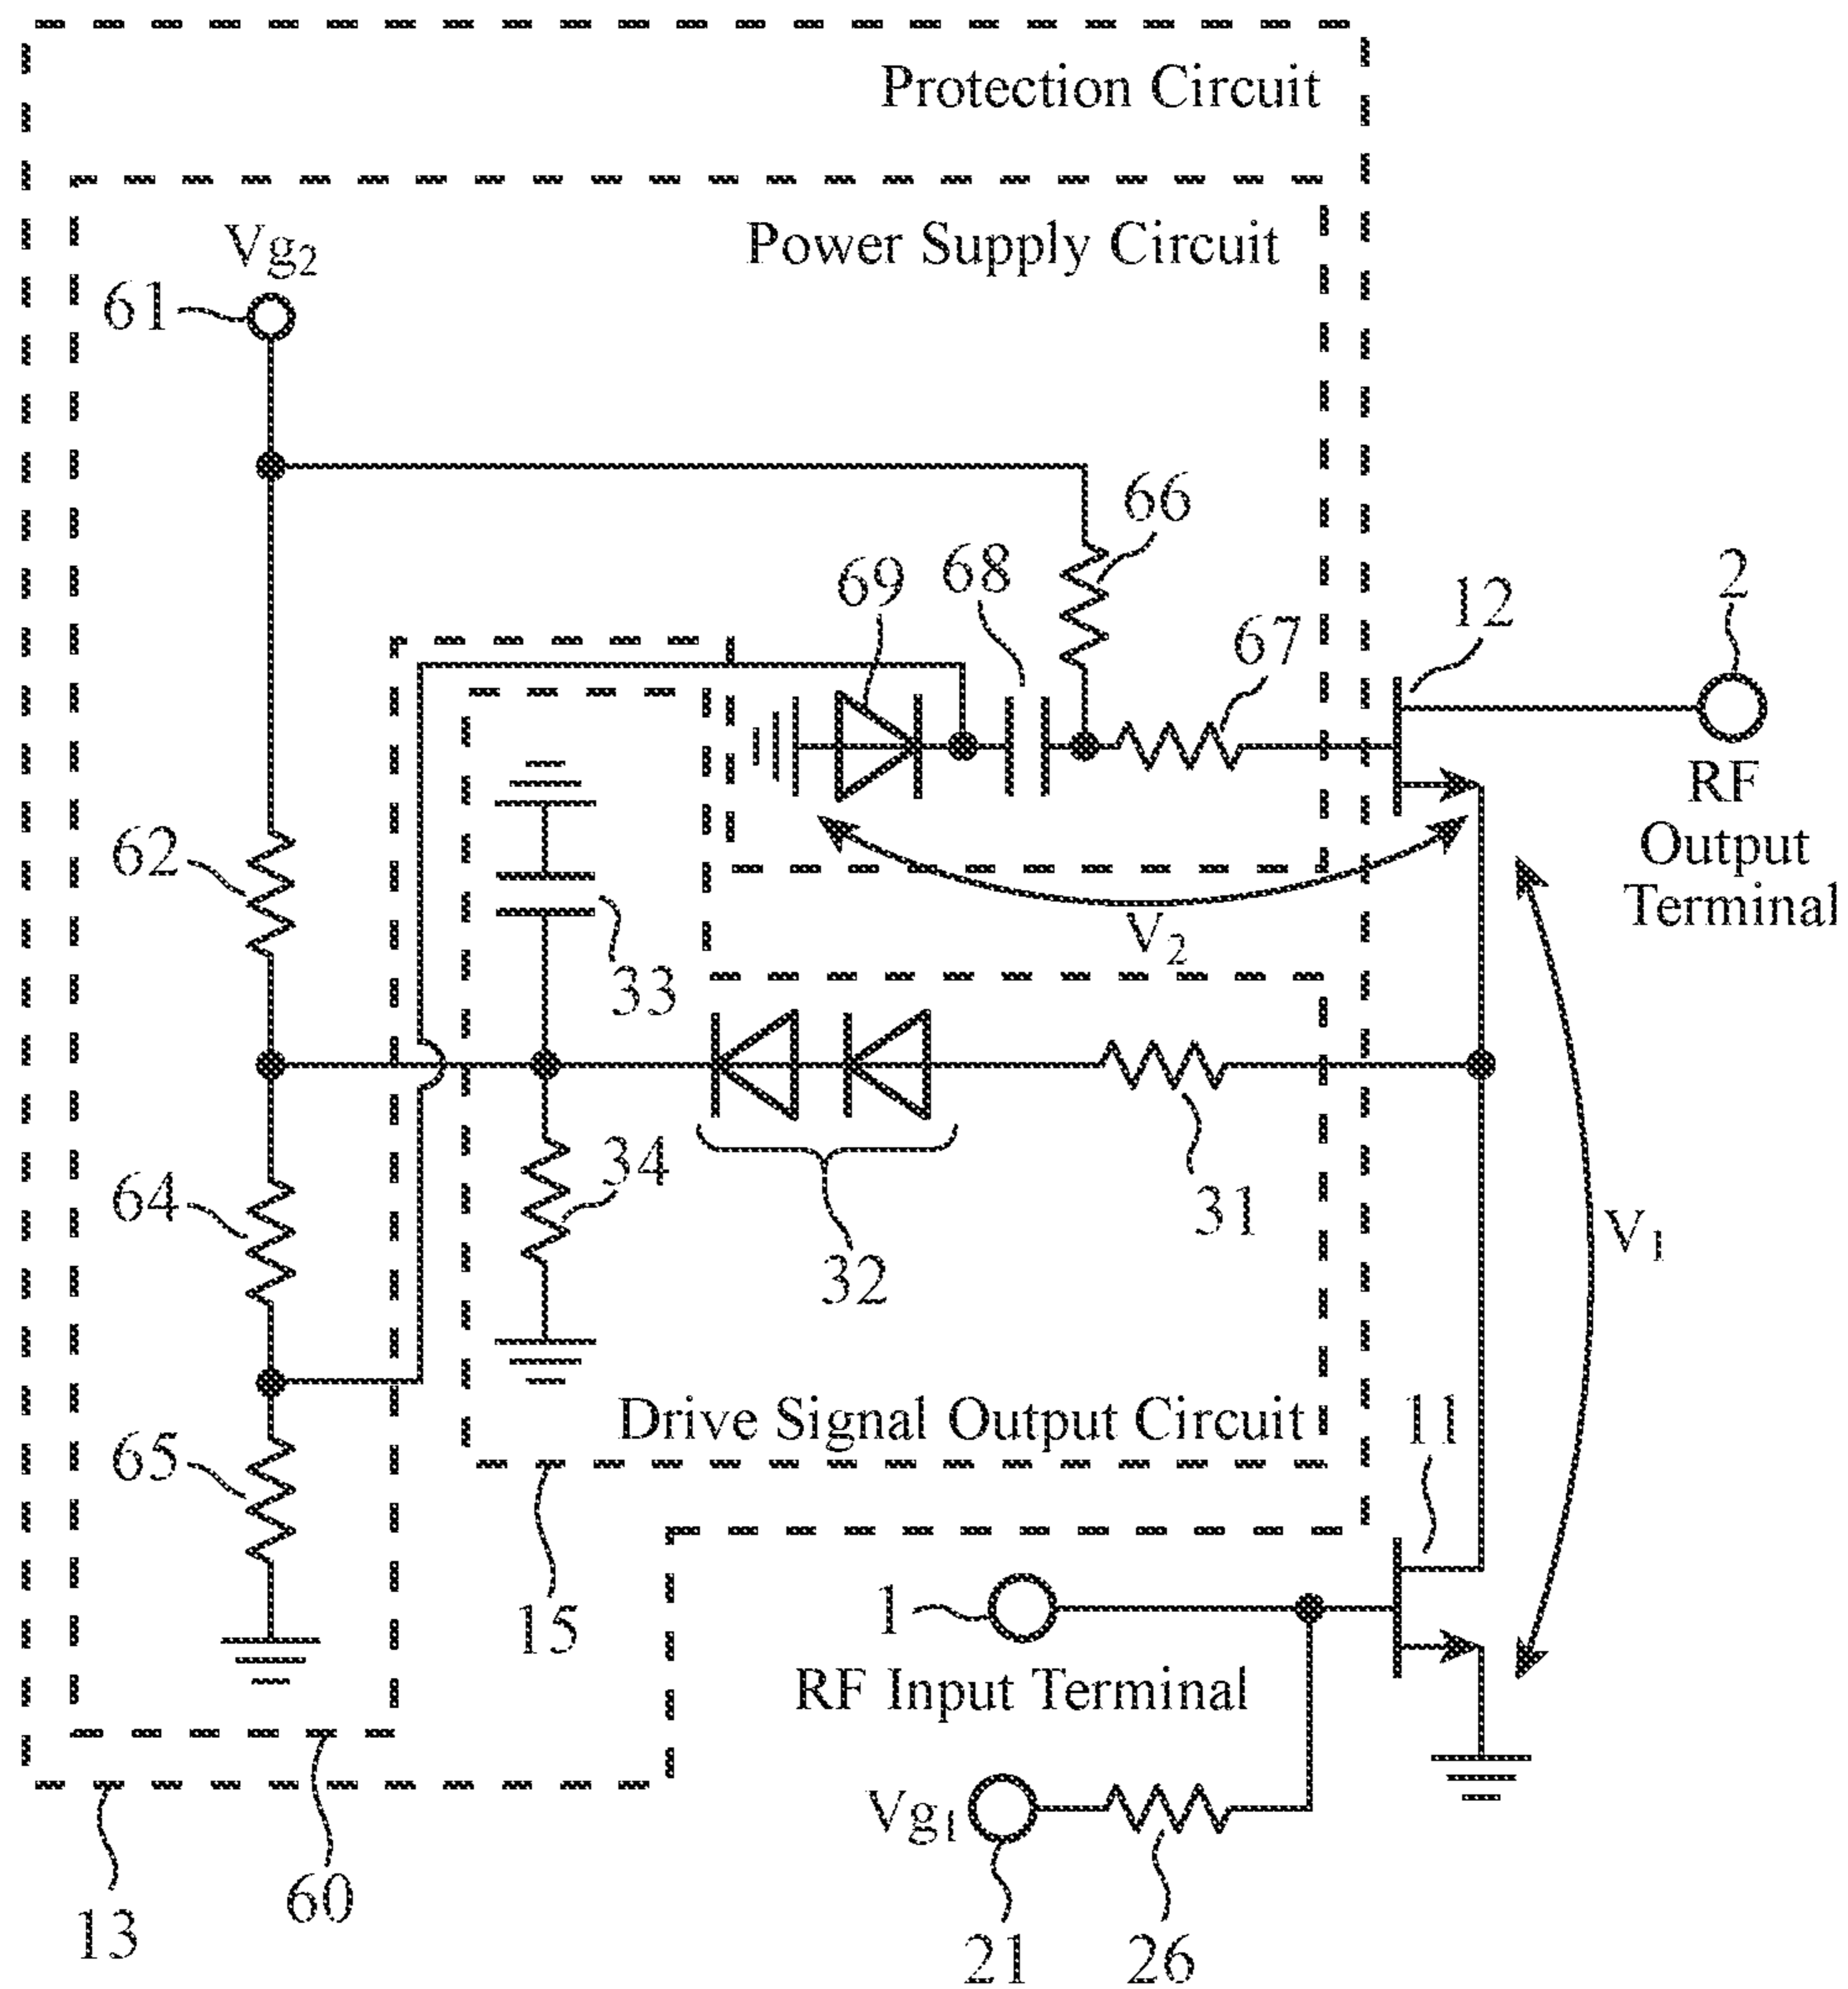 Protection Circuit
Power Supply Circuit
Vg2
61
66
69
68
67
12
2
RF
Output
Terminal
62
33
V2
64
34
32
31
V1
Drive Signal Output Circuit
11
65
15
1
RF Input Terminal
Vg1
60
13
21
26